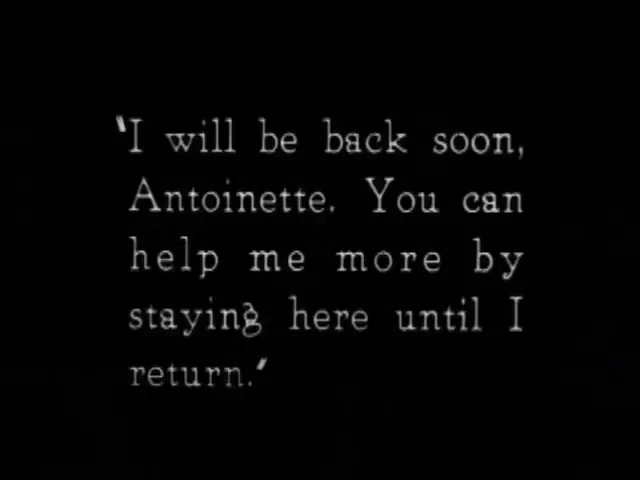 'I will be back soon,
Antoinette. You can
help me more by
staying here until I
return.'